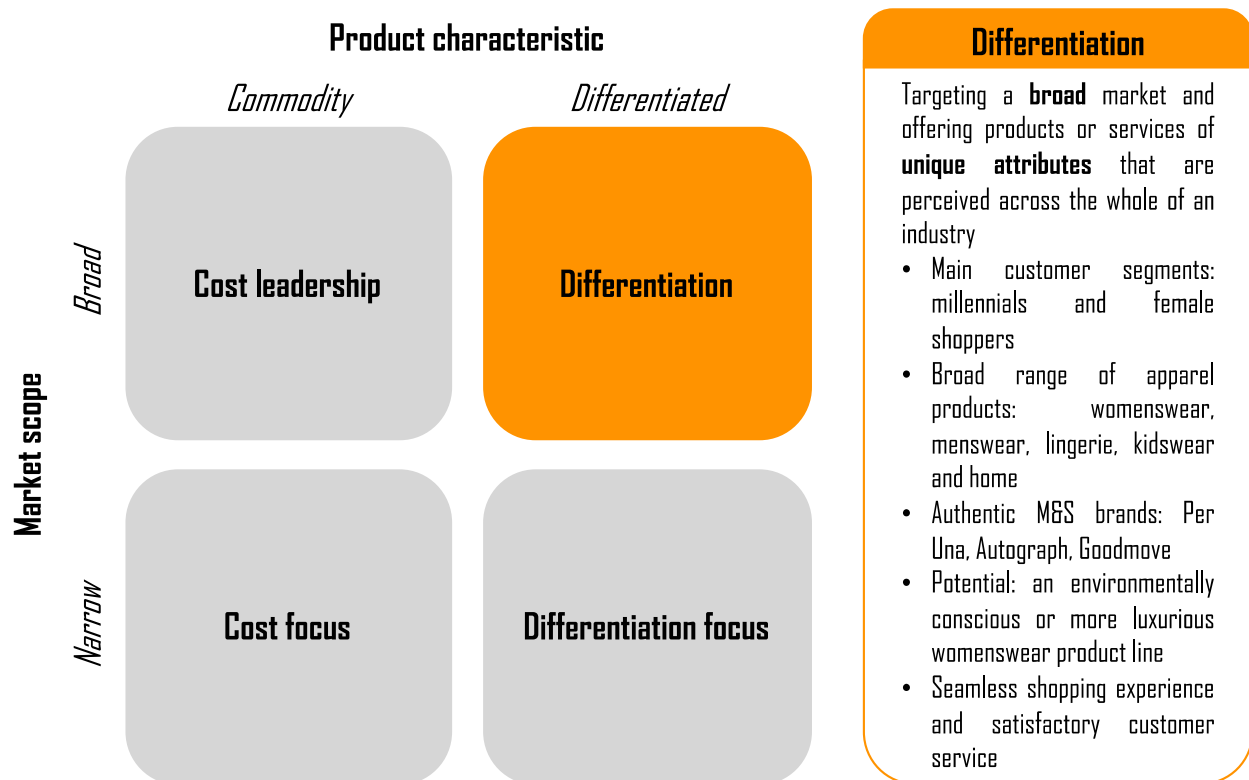 Product characteristic
Commodity
Differentiated
Market scope
Broad
Cost leadership
Differentiation
Narrow
Cost focus
Differentiation focus
Differentiation
Targeting a broad market and
offering products or services of
unique attributes that are
perceived across the whole of an
industry
• Main customer segments:
millennials and female
shoppers
• Broad range of apparel
products: womenswear,
menswear, lingerie, kidswear
and home
• Authentic M&S brands: Per
Una, Autograph, Goodmove
• Potential: an environmentally
conscious or more luxurious
womenswear product line
• Seamless shopping experience
and satisfactory customer
service